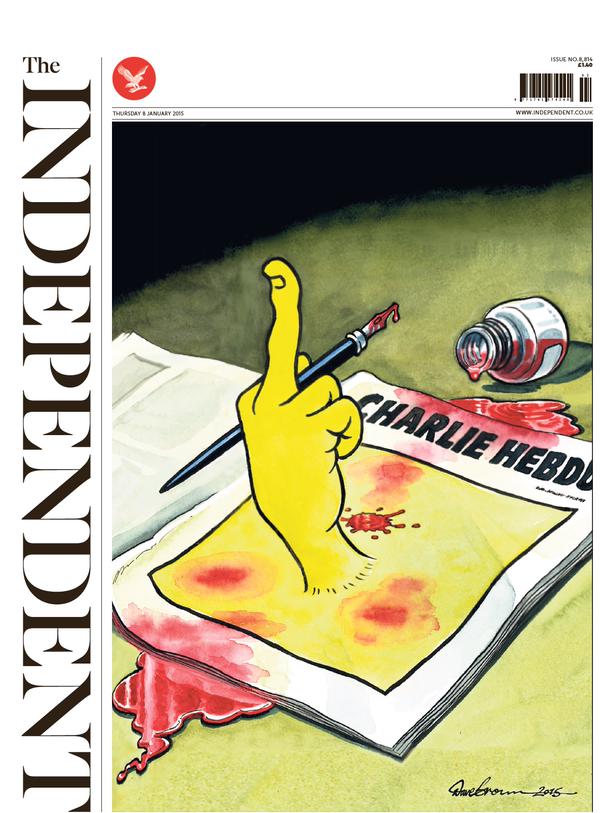 The
INDEPENDENT
ISSUE NO.8,814
£1.40
THURSDAY 8 JANUARY 2015
WWW.INDEPENDENT.CO.UK
CHARLIE HEBDO
Dave Brown 2015